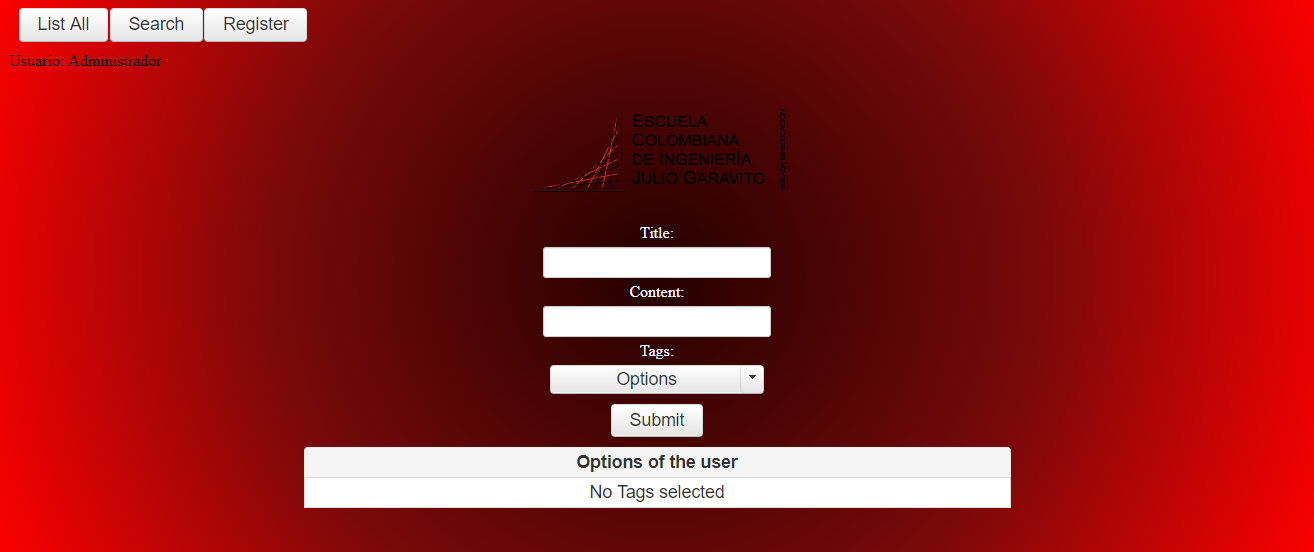 List All Search Register
Usuario: Administrador
ESCUELA
COLOMBIANA
DE INGENIERÍA
JULIO GARAVITO
Title:
Content:
Tags:
Options
Submit
Options of the user
No Tags selected